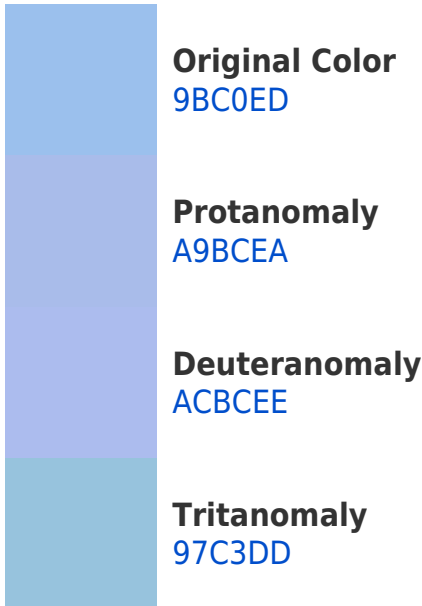 Original Color
9BC0ED
Protanomaly
A9BCEA
Deuteranomaly
ACBCEE
Tritanomaly
97C3DD